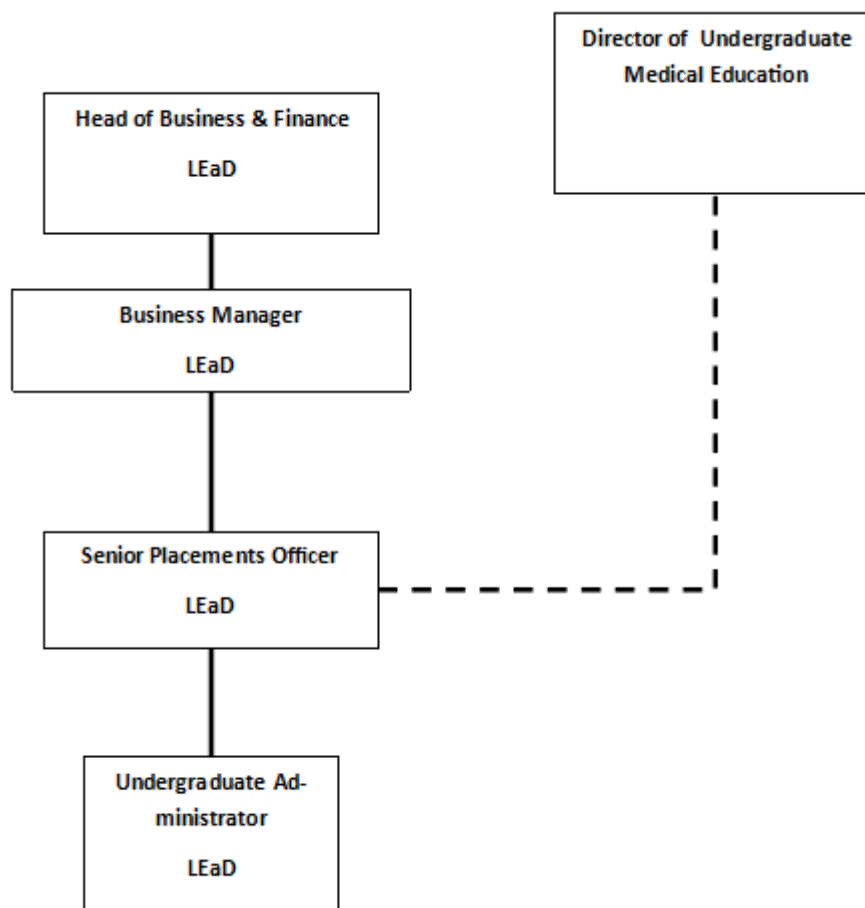 Director of Undergraduate
Medical Education
Head of Business & Finance
LEaD
Business Manager
LEaD
Senior Placements Officer
LEaD
Undergraduate Ad-
ministrator
LEaD